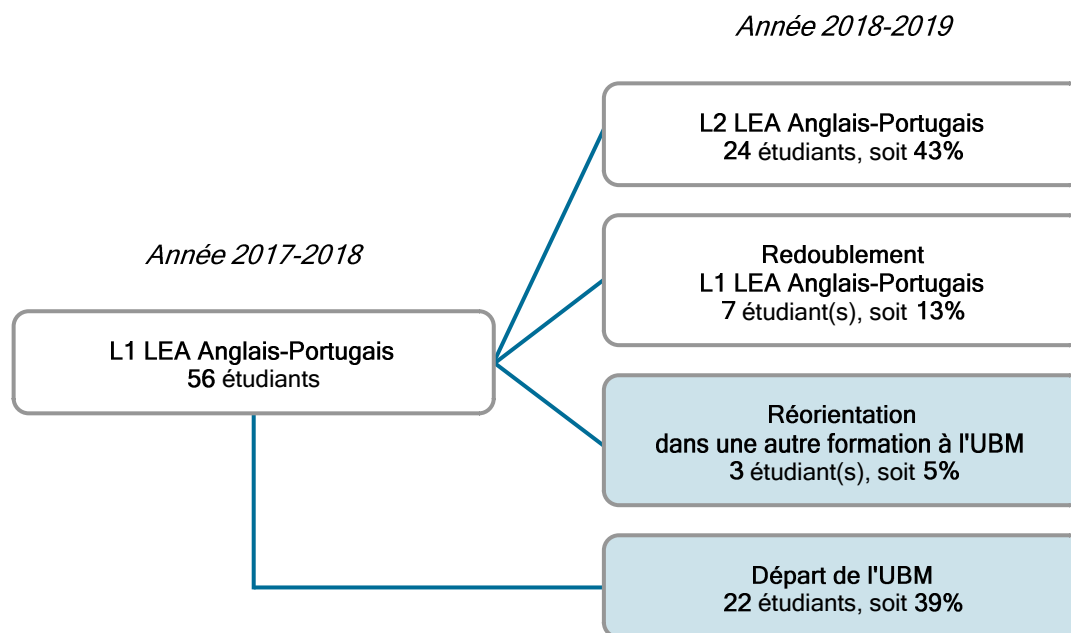 Année 2018-2019
L2 LEA Anglais-Portugais
24 étudiants, soit 43%
Année 2017-2018
Redoublement
L1 LEA Anglais-Portugais
7 étudiant(s), soit 13%
L1 LEA Anglais-Portugais
56 étudiants
Réorientation
dans une autre formation à l'UBM
3 étudiant(s), soit 5%
Départ de l'UBM
22 étudiants, soit 39%